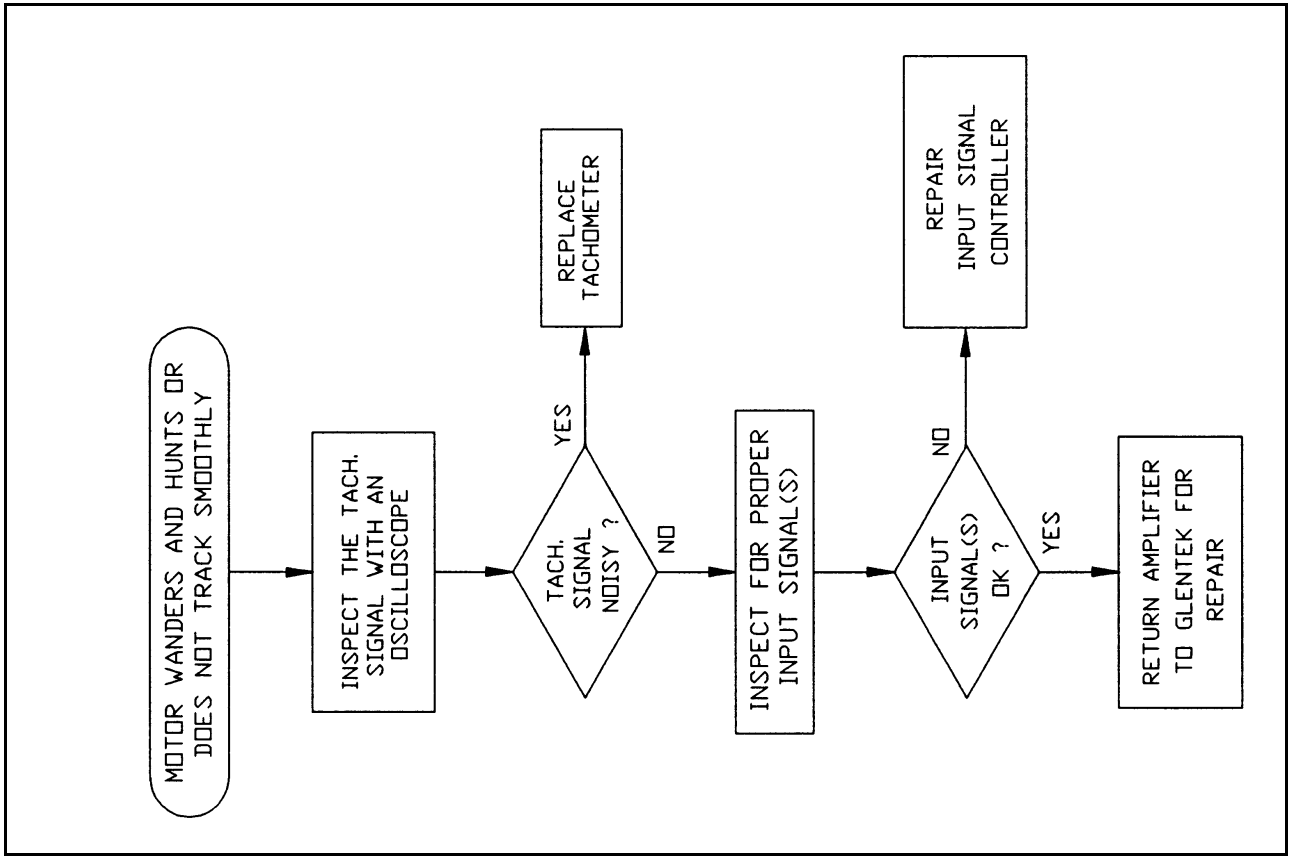 MOTOR WANDERS AND HUNTS OR
DOES NOT TRACK SMOOTHLY
INSPECT THE TACH.
SIGNAL WITH AN
OSCILLOSCOPE
TACH.
SIGNAL
NOISY ?
YES
REPLACE
TACHOMETER
NO
INSPECT FOR PROPER
INPUT SIGNAL(S)
INPUT
SIGNAL(S)
OK ?
NO
REPAIR
INPUT SIGNAL
CONTROLLER
YES
RETURN AMPLIFIER
TO GLENTEK FOR
REPAIR